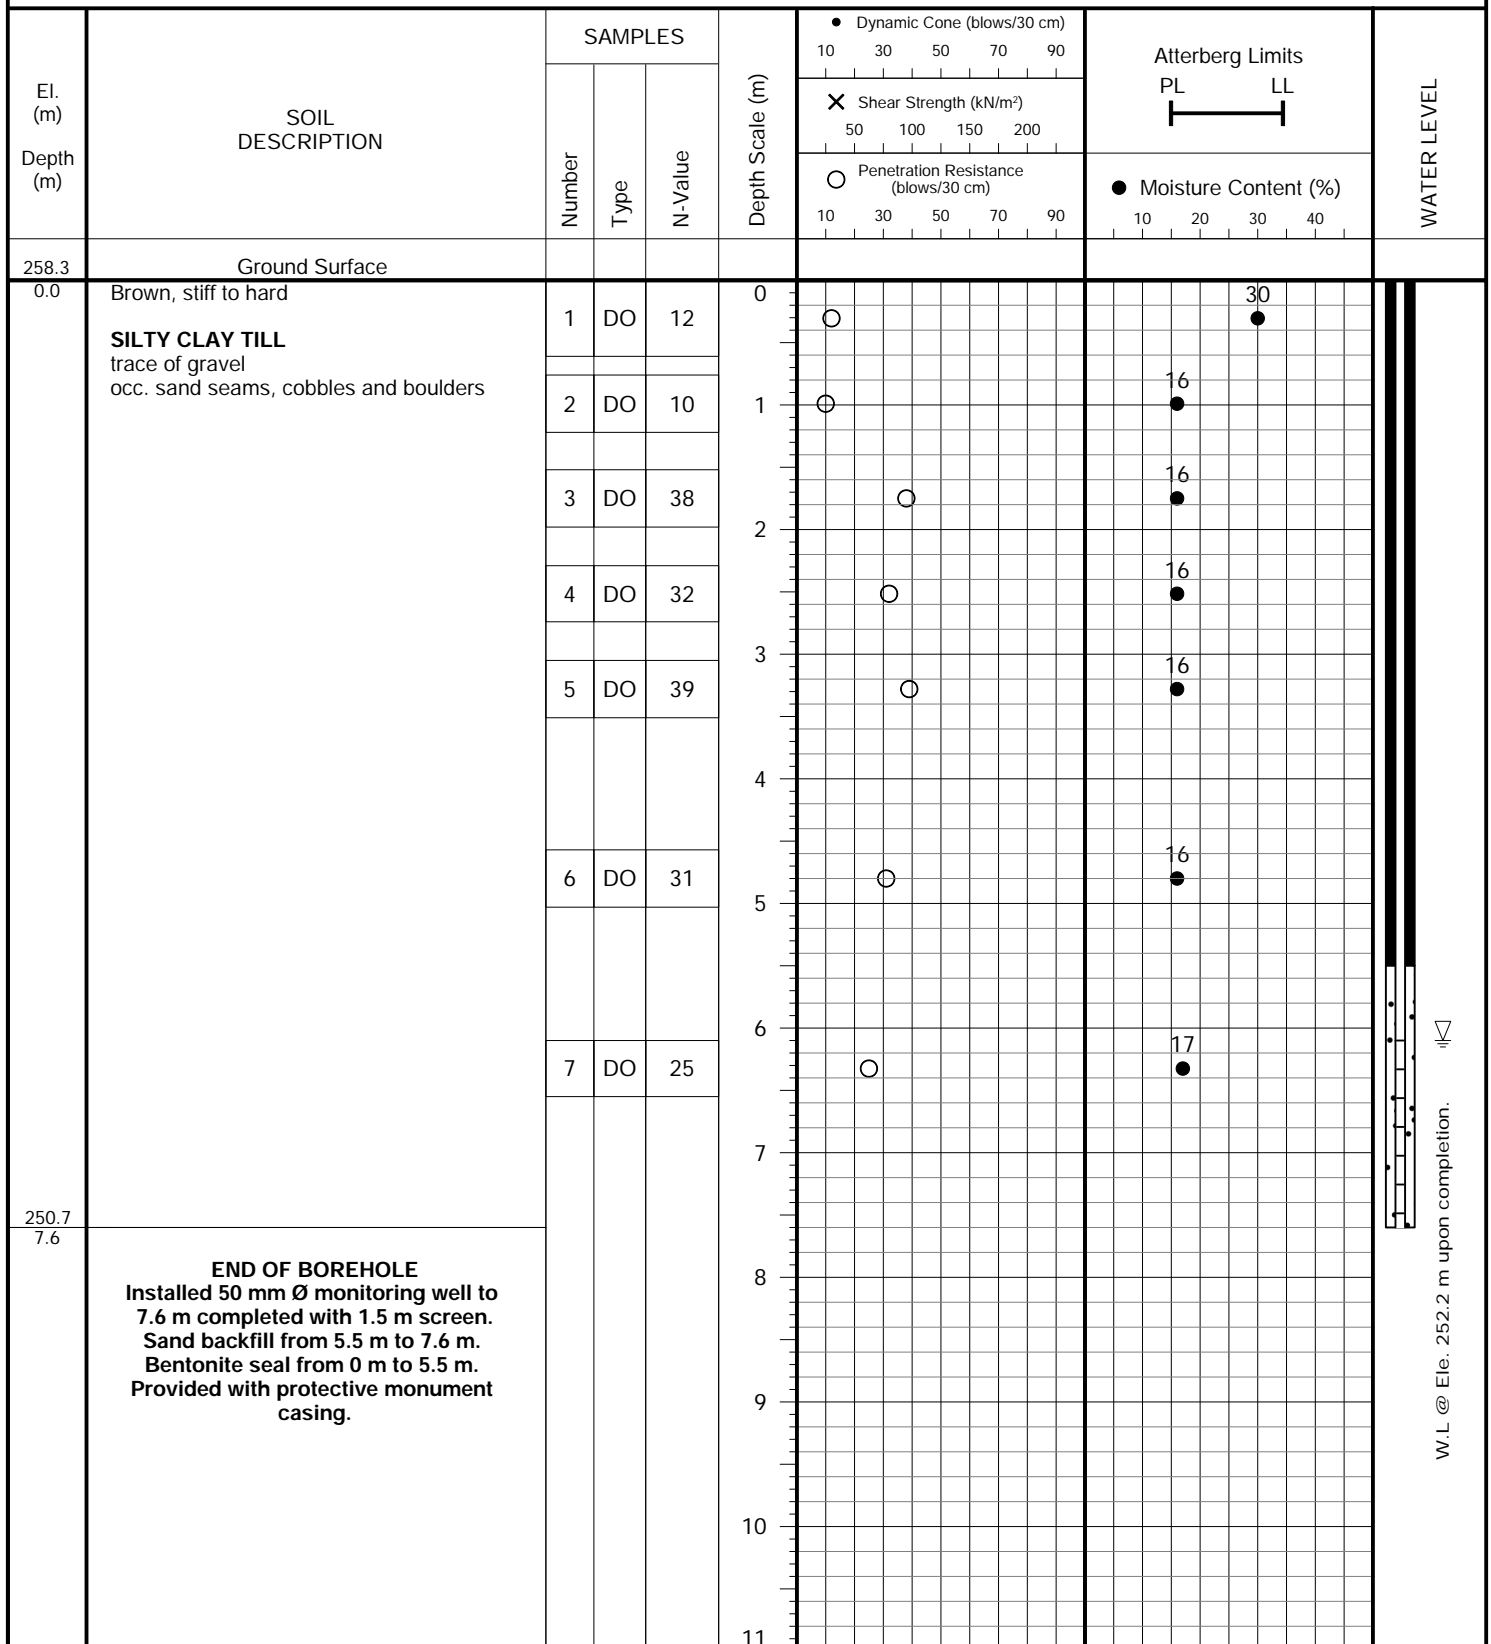 El.
(m)
Depth
(m)
SOIL
DESCRIPTION
SAMPLES
Number
Type
N-Value
Depth Scale (m)
Dynamic Cone (blows/30 cm)
10 30 50 70 90
Shear Strength (kN/m²)
50 100 150 200
Penetration Resistance
(blows/30 cm)
10 30 50 70 90
Atterberg Limits
PL LL
Moisture Content (%)
10 20 30 40
WATER LEVEL
258.3 Ground Surface
0.0 Brown, stiff to hard
SILTY CLAY TILL
trace of gravel
occ. sand seams, cobbles and boulders
1 DO 12
2 DO 10
3 DO 38
4 DO 32
5 DO 39
6 DO 31
7 DO 25
0
1
2
3
4
5
6
7
8
9
10
11
30
16
16
16
16
16
17
W.L @ Ele. 252.2 m upon completion.
250.7
7.6
END OF BOREHOLE
Installed 50 mm Ø monitoring well to
7.6 m completed with 1.5 m screen.
Sand backfill from 5.5 m to 7.6 m.
Bentonite seal from 0 m to 5.5 m.
Provided with protective monument
casing.